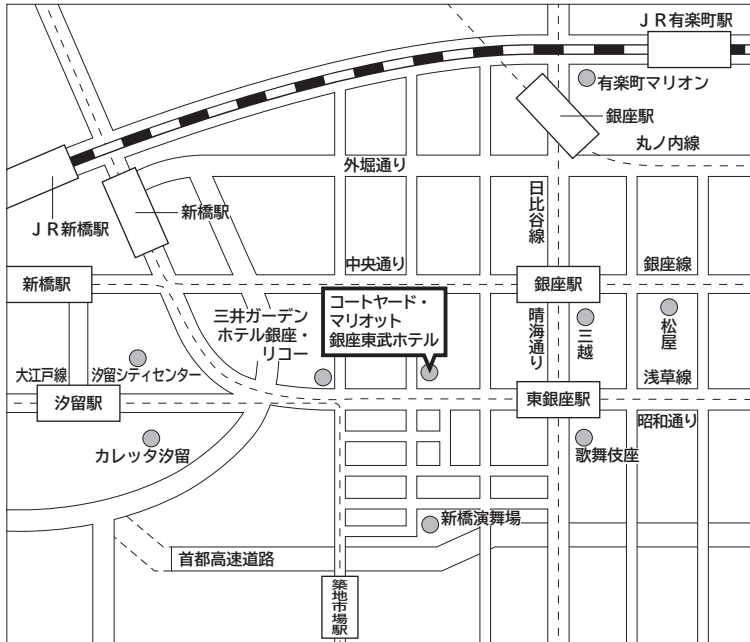 ＪＲ有楽町駅
有楽町マリオン
銀座駅
丸ノ内線
外堀通り
日比谷線
新橋駅
ＪＲ新橋駅
中央通り
銀座線
新橋駅
銀座駅
コートヤード・
マリオット
銀座東武ホテル
三井ガーデン
ホテル銀座・
リコー
晴海通り
三越
松屋
大江戸線
汐留シティセンター
浅草線
汐留駅
東銀座駅
昭和通り
カレッタ汐留
歌舞伎座
新橋演舞場
首都高速道路
築地市場駅